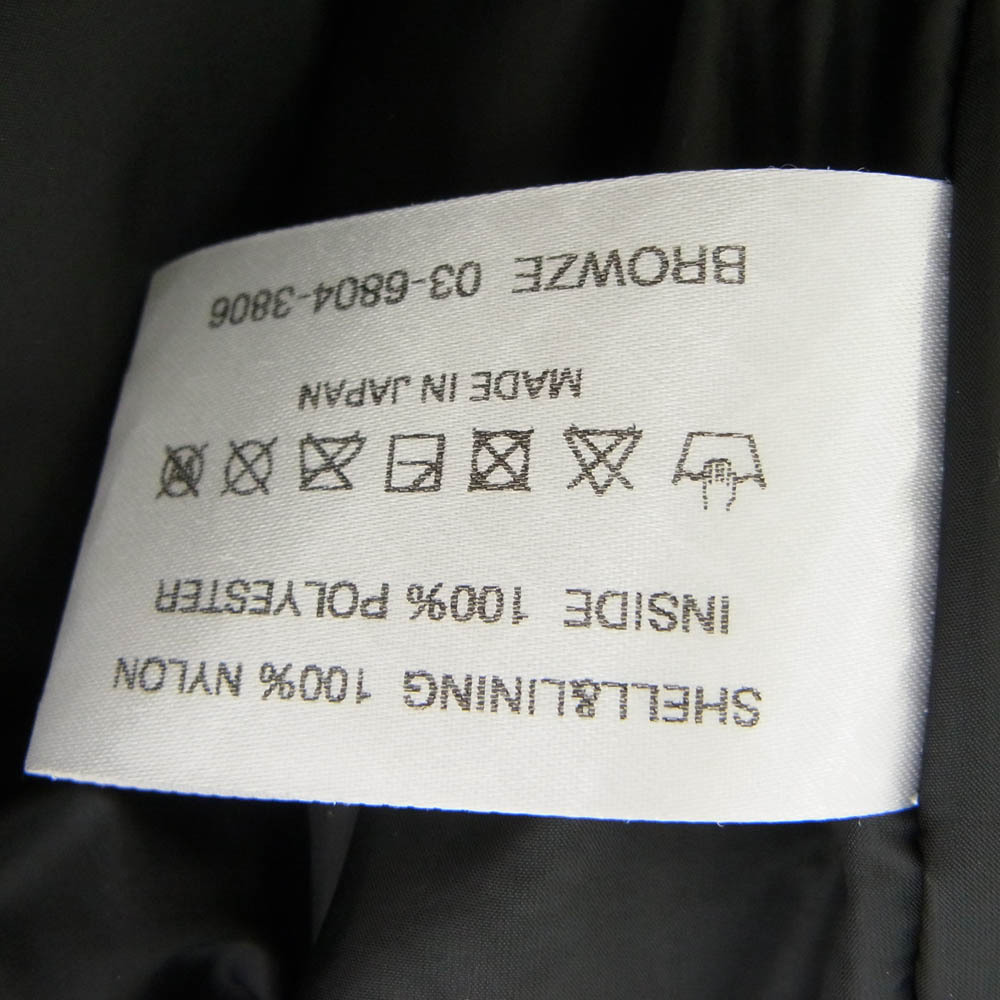 SHELL&LINING 100% NYLON
INSIDE 100% POLYESTER
MADE IN JAPAN
BROWZE 03-6804-3806